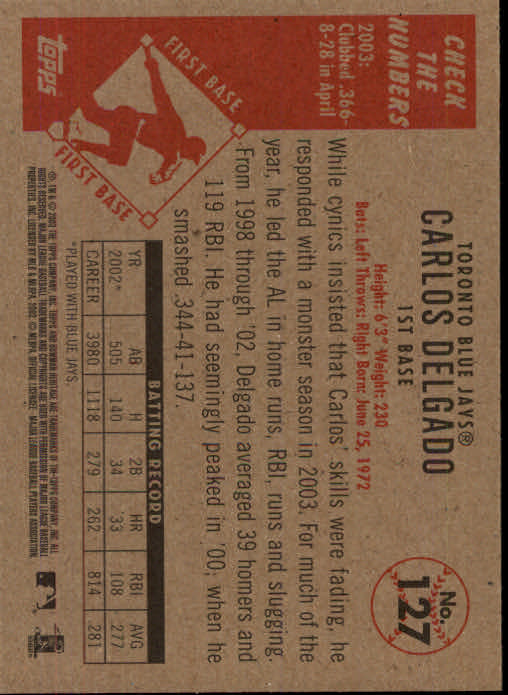 No.
127
TORONTO BLUE JAYS®
CARLOS DELGADO
1ST BASE
Height: 6'3" Weight: 230
Bats: Left Throws: Right Born: June 25, 1972
CHECK
THE
NUMBERS
2003:
Clubbed .366-
8-28 in April
FIRST BASE
FIRST BASE
TOPPS
While cynics insisted that Carlos' skills were fading, he
responded with a monster season in 2003. For much of the
year, he led the AL in home runs, RBI, runs and slugging.
From 1998 through '02, Delgado averaged 39 homers and
119 RBI. He had seemingly peaked in '00, when he
smashed .344-41-137.
BATTING RECORD
YR AB H 2B HR RBI AVG
2002* 505 140 34 '33 108 277
CAREER 3980 1118 279 262 814 281
*PLAYED WITH BLUE JAYS.